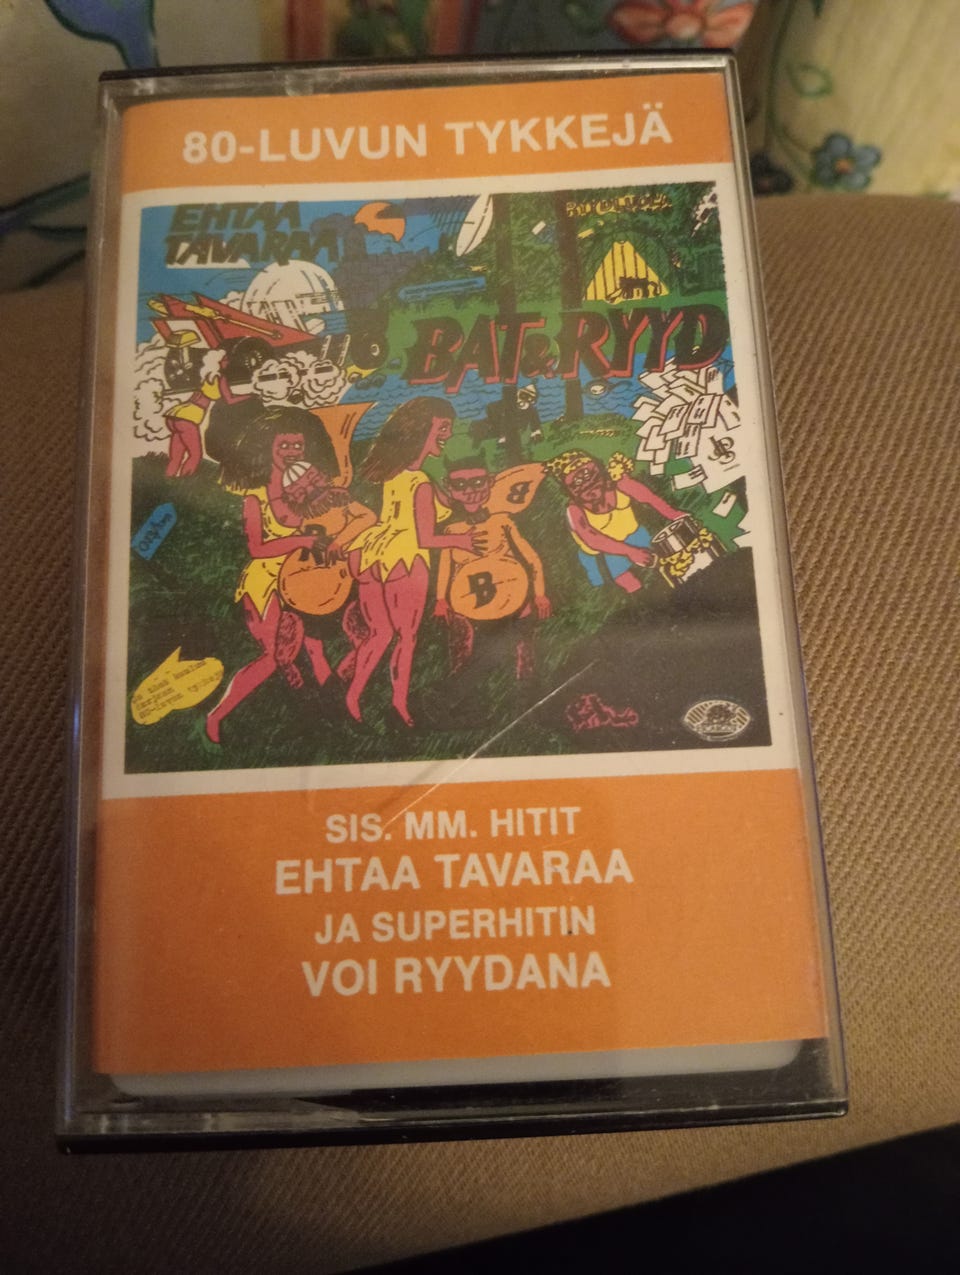 80-LUVUN TYKKEJÄ
EHTAA
TAVARAA
BAT & RYYD
B
SIS. MM. HITIT
EHTAA TAVARAA
JA SUPERHITIN
VOI RYYDANA